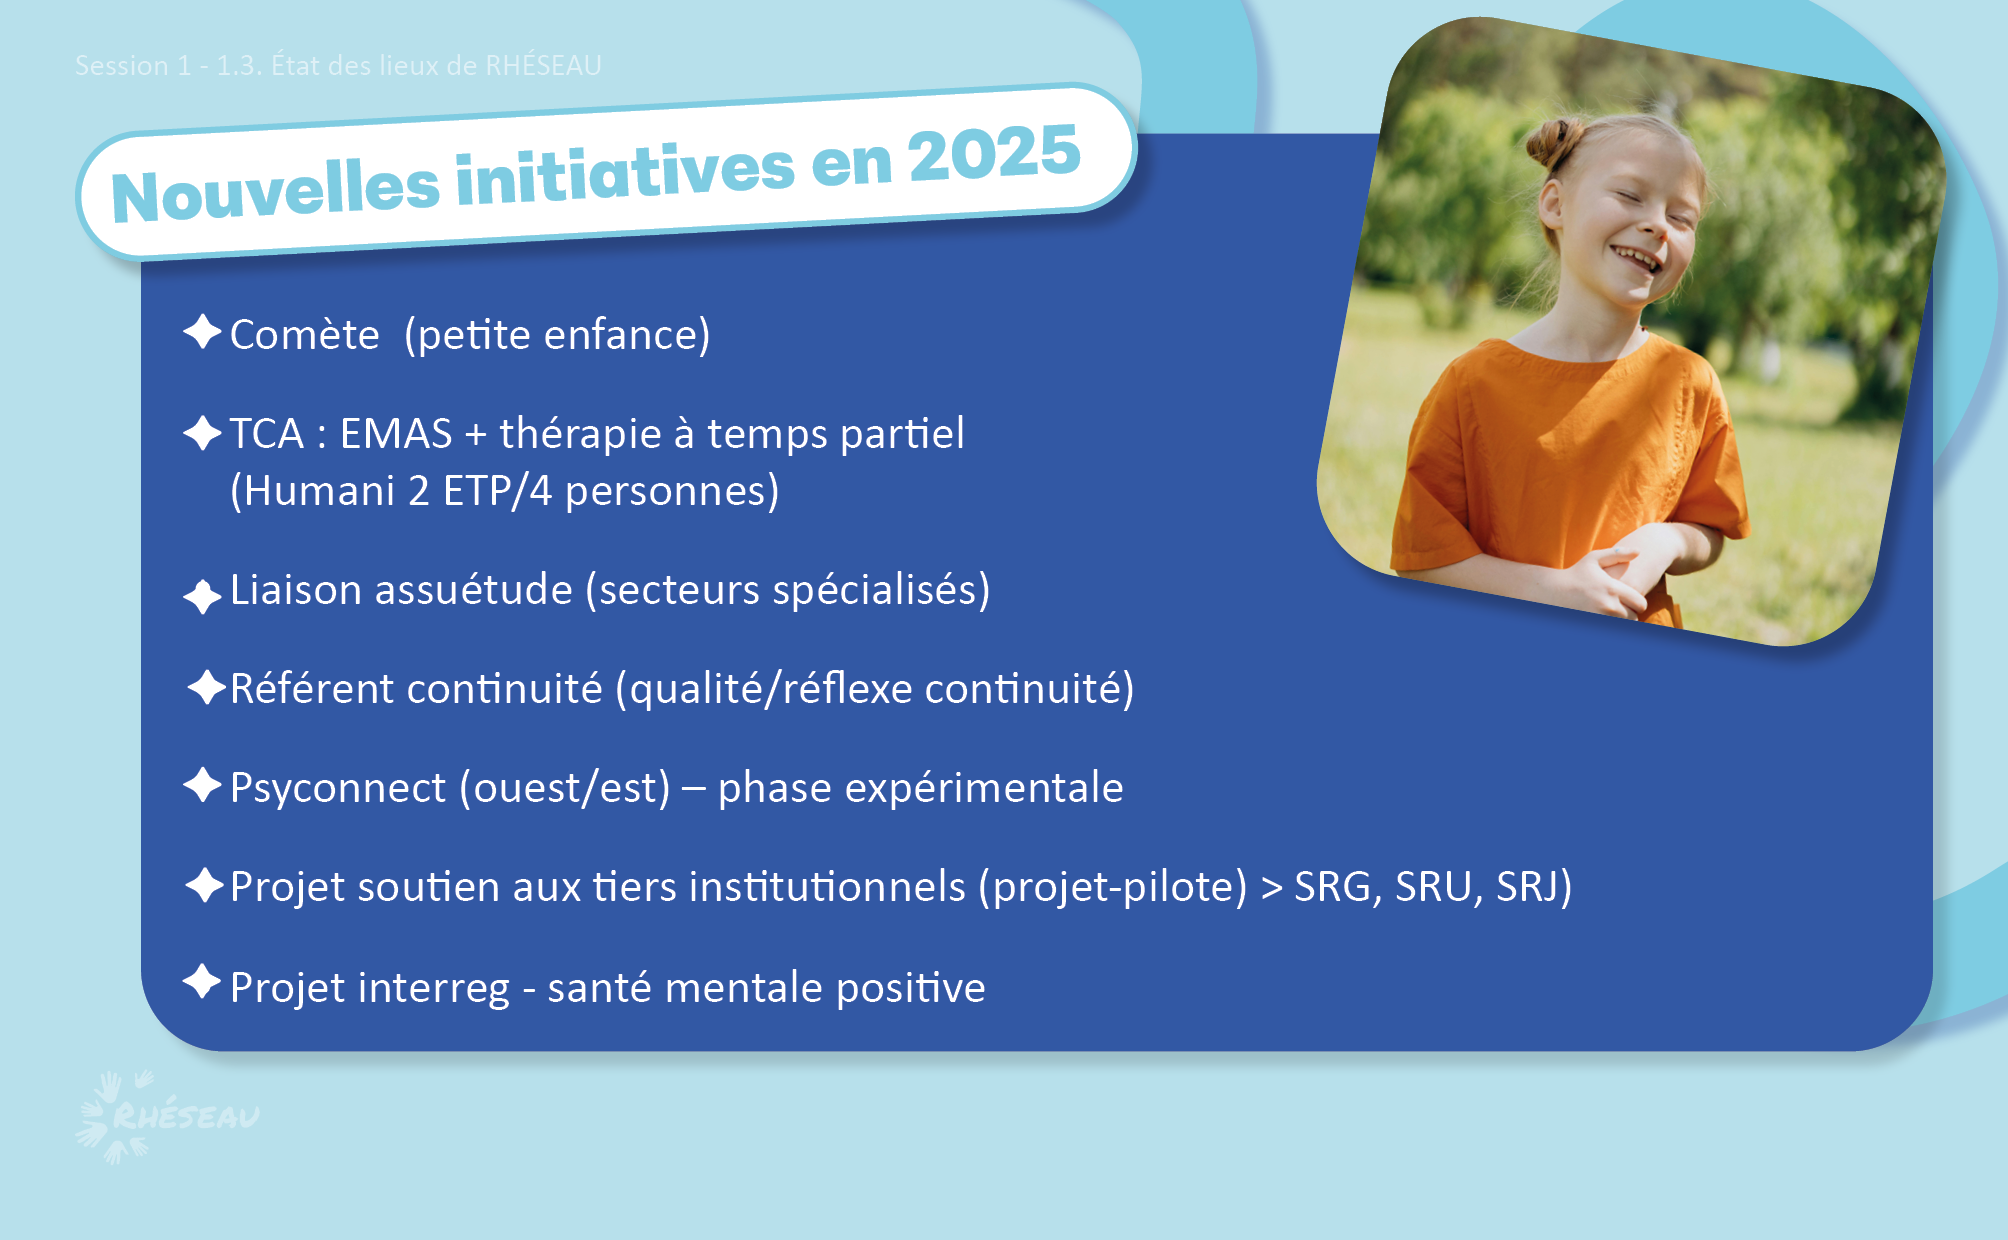 Session 1 - 1.3. État des lieux de RHÉSEAU
Nouvelles initiatives en 2025
Comète  (petite enfance)
TCA : EMAS + thérapie à temps partiel
(Humani 2 ETP/4 personnes)
Liaison assuétude (secteurs spécialisés)
Référent continuité (qualité/réflexe continuité)
Psyconnect (ouest/est) – phase expérimentale
Projet soutien aux tiers institutionnels (projet-pilote) > SRG, SRU, SRJ)
Projet interreg - santé mentale positive
RHÉSEAU